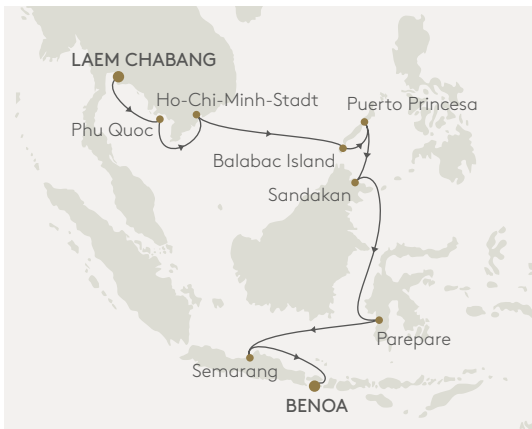 LAEM CHABANG
Ho-Chi-Minh-Stadt
Puerto Princesa
Phu Quoc
Balabac Island
Sandakan
Parepare
Semarang
BENOA